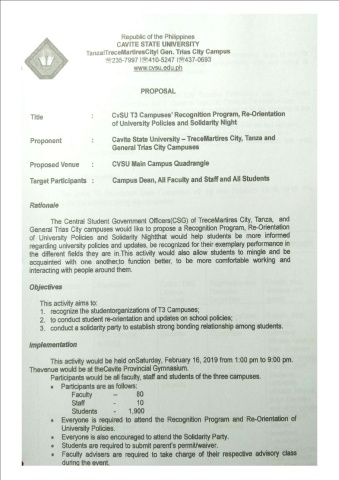 Republic of the Philippines
CAVITE STATE UNIVERSITY
Tanza|TreceMartiresCity| Gen. Trias City Campus
☏235-7997 |☏410-5247 |☏437-0693
www.cvsu.edu.ph
PROPOSAL
Title : CvSU T3 Campuses' Recognition Program, Re-Orientation
of University Policies and Solidarity Night
Proponent : Cavite State University – TreceMartires City, Tanza and
General Trias City Campuses
Proposed Venue : CVSU Main Campus Quadrangle
Target Participants : Campus Dean, All Faculty and Staff and All Students
Rationale
The Central Student Government Officers(CSG) of TreceMartires City, Tanza, and
General Trias City campuses would like to propose a Recognition Program, Re-Orientation
of University Policies and Solidarity Nightthat would help students be more informed
regarding university policies and updates, be recognized for their exemplary performance in
the different fields they are in.This activity would also allow students to mingle and be
acquainted with one another;to function better, to be more comfortable working and
interacting with people around them.
Objectives
This activity aims to:
1. recognize the studentorganizations of T3 Campuses;
2. to conduct student re-orientation and updates on school policies;
3. conduct a solidarity party to establish strong bonding relationship among students.
Implementation
This activity would be held onSaturday, February 16, 2019 from 1:00 pm to 9:00 pm.
Thevenue would be at theCavite Provincial Gymnasium.
Participants would be all faculty, staff and students of the three campuses.
• Participants are as follows:
Faculty – 80
Staff - 10
Students - 1,900
• Everyone is required to attend the Recognition Program and Re-Orientation of
University Policies.
• Everyone is also encouraged to attend the Solidarity Party.
• Students are required to submit parent's permit/waiver.
• Faculty advisers are required to take charge of their respective advisory class
during the event.